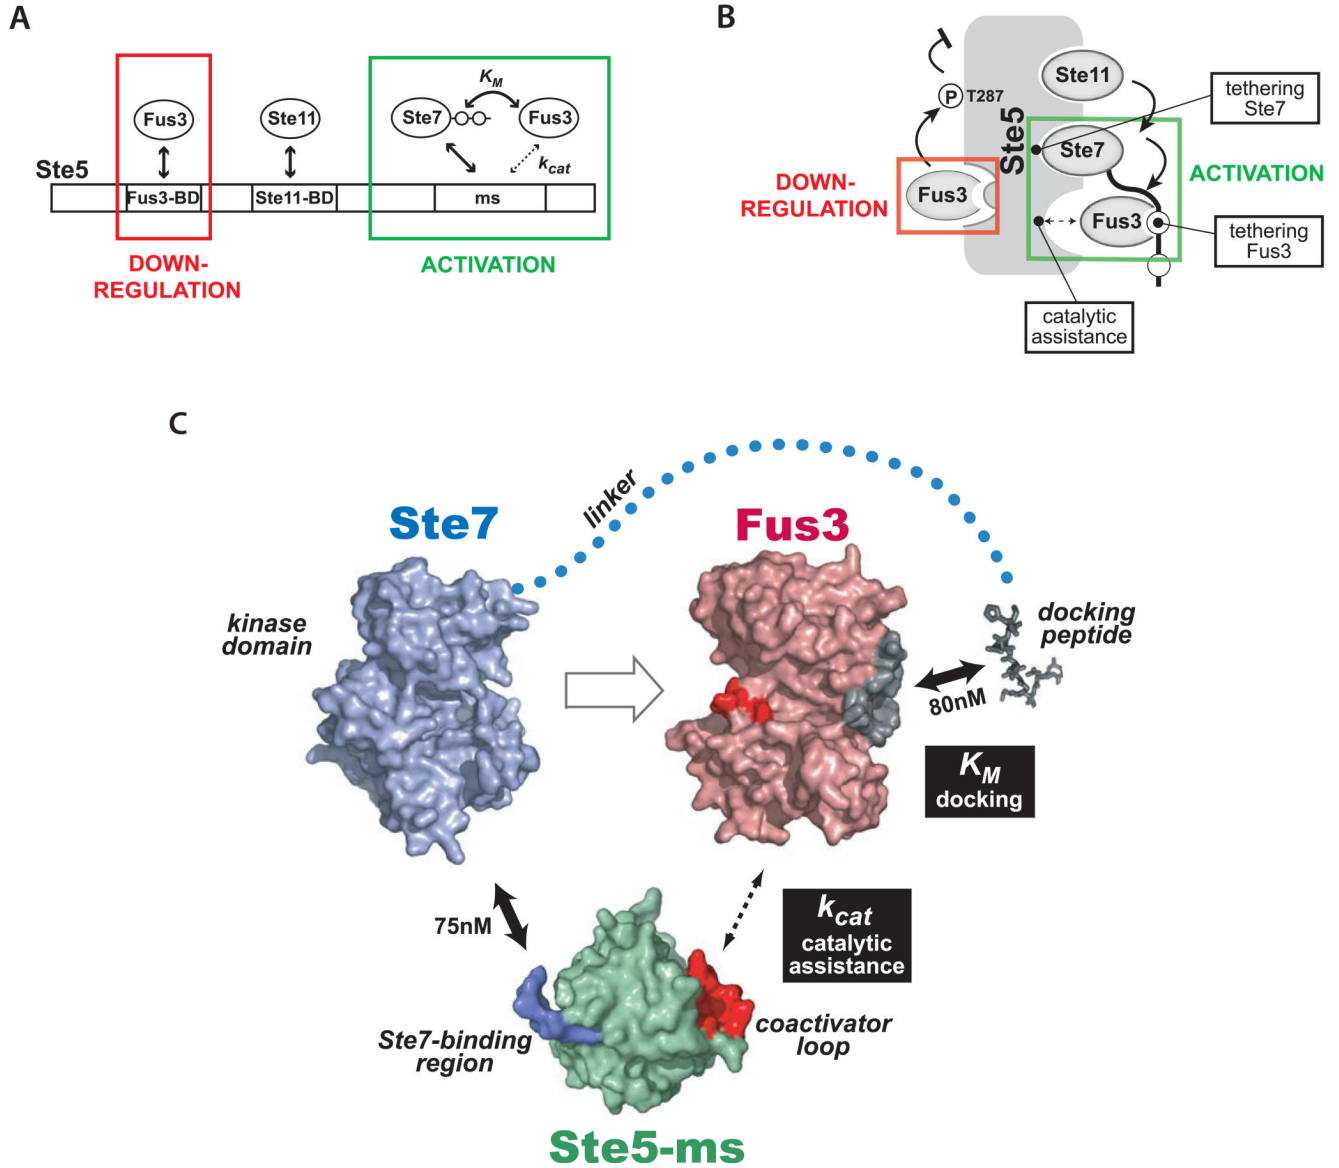 A
Fus3
Ste11
Ste7
KM
Fus3
kcat
Ste5
Fus3-BD
Ste11-BD
ms
DOWN-
REGULATION
ACTIVATION
B
Ste11
P
T287
Ste5
Ste7
Fus3
Fus3
DOWN-
REGULATION
ACTIVATION
tethering
Ste7
tethering
Fus3
catalytic
assistance
C
linker
Ste7
Fus3
kinase
domain
docking
peptide
80nM
KM
docking
75nM
kcat
catalytic
assistance
Ste7-binding
region
coactivator
loop
Ste5-ms